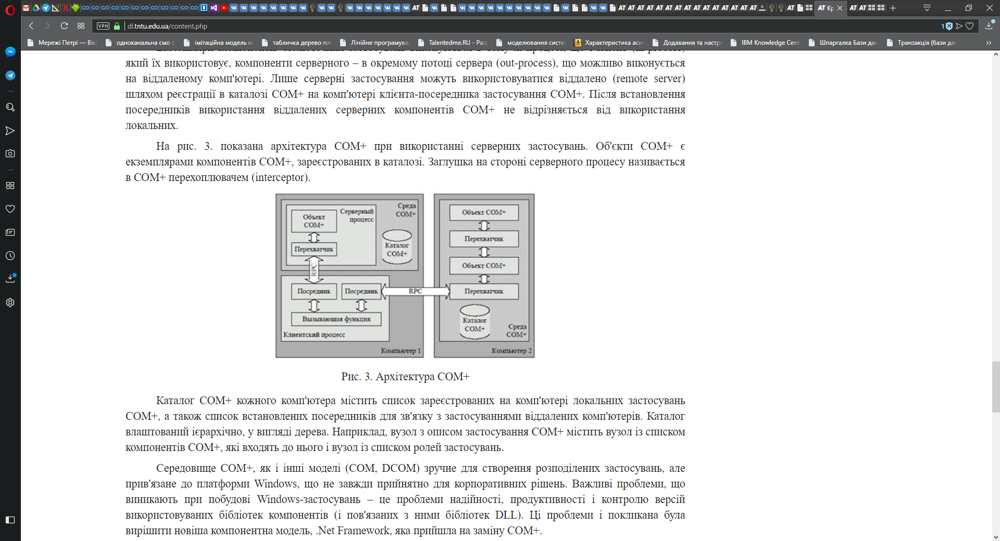 АТ Кр
VPN dl.tntu.edu.ua/content.php 1
Мережі Петрі — Вікі
одноканальна смо з
імітаційна модель м
табличка дерево пл
Лінійне програмува
Talentedme.RU - Раз
моделювання систе
Характеристика аси
Додавання та настро
IBM Knowledge Cent
Шпаргалка Бази дан
Транзакція (бази да
який їх використовує, компоненти серверного – в окремому потоці сервера (out-process), що можливо виконується
на віддаленому комп'ютері. Лише серверні застосування можуть використовуватися віддалено (remote server)
шляхом реєстрації в каталозі COM+ на комп'ютері клієнта-посередника застосування COM+. Після встановлення
посередників використання віддалених серверних компонентів COM+ не відрізняється від використання
локальних.
На рис. 3. показана архітектура COM+ при використанні серверних застосувань. Об'єкти COM+ є
екземплярами компонентів COM+, зареєстрованих в каталозі. Заглушка на стороні серверного процесу називається
в COM+ перехоплювачем (interceptor).
Объект
COM+
Серверный
процесс
Среда
COM+
Перехватчик
Каталог
COM+
RPC
Посредник
Посредник
Вызывающая функция
Клиентский процесс
Компьютер 1
RPC
Объект COM+
Перехватчик
Объект COM+
Перехватчик
Каталог
COM+
Среда
COM+
Компьютер 2
Рис. 3. Архітектура COM+
Каталог COM+ кожного комп'ютера містить список зареєстрованих на комп'ютері локальних застосувань
COM+, а також список встановлених посередників для зв'язку з застосуваннями віддалених комп'ютерів. Каталог
влаштований ієрархічно, у вигляді дерева. Наприклад, вузол з описом застосування COM+ містить вузол із списком
компонентів COM+, які входять до нього і вузол із списком ролей застосувань.
Середовище COM+, як і інші моделі (COM, DCOM) зручне для створення розподілених застосувань, але
прив'язане до платформи Windows, що не завжди прийнятно для корпоративних рішень. Важливі проблеми, що
виникають при побудові Windows-застосувань – це проблеми надійності, продуктивності і контролю версій
використовуваних бібліотек компонентів (і пов'язаних з ними бібліотек DLL). Ці проблеми і покликана була
вирішити новіша компонентна модель, .Net Framework, яка прийшла на заміну COM+.